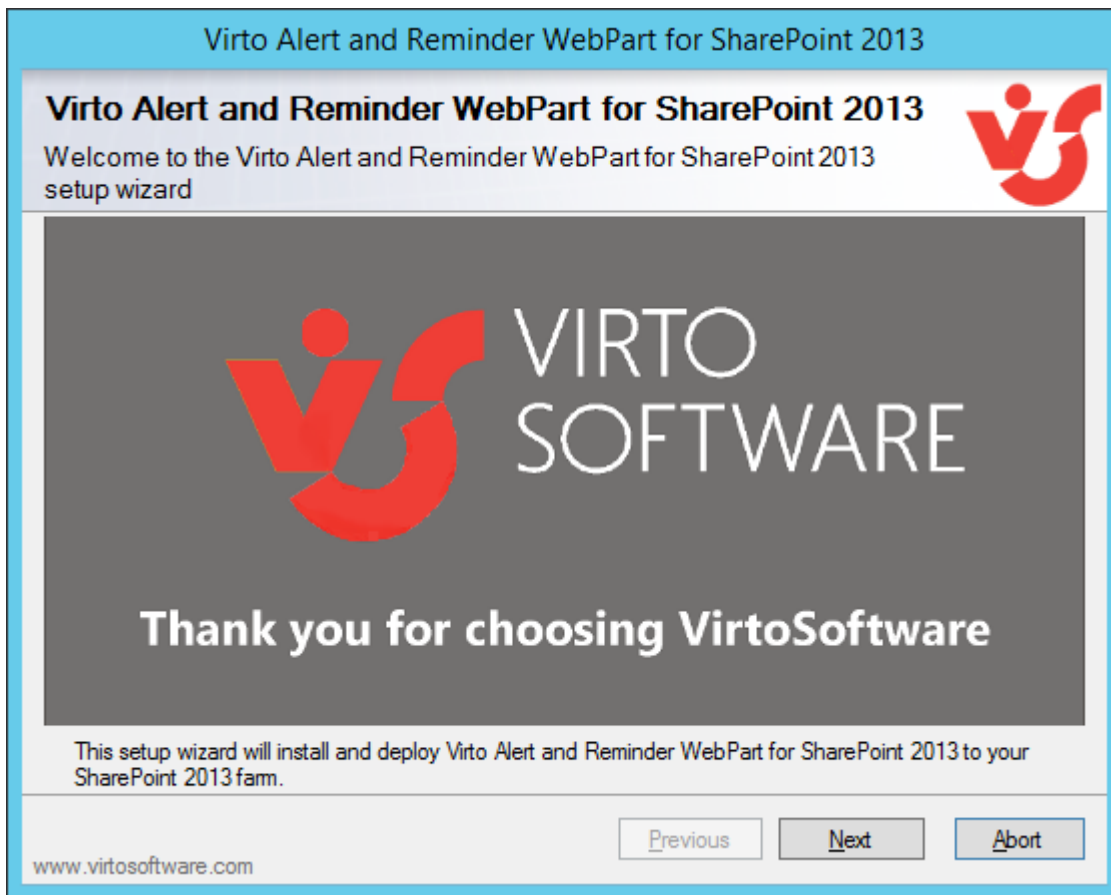 Virto Alert and Reminder WebPart for SharePoint 2013
Virto Alert and Reminder WebPart for SharePoint 2013
Welcome to the Virto Alert and Reminder WebPart for SharePoint 2013
setup wizard
VIRTO
SOFTWARE
Thank you for choosing VirtoSoftware
This setup wizard will install and deploy Virto Alert and Reminder WebPart for SharePoint 2013 to your
SharePoint 2013 farm.
Previous
Next
Abort
www.virtosoftware.com